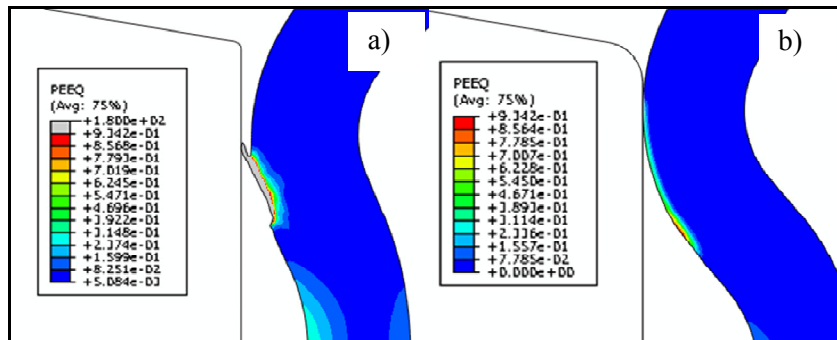 a)
PEEQ
(Avg: 75%)
+1.800e+02
+9.342e-01
+8.568e-01
+7.793e-01
+7.019e-01
+6.245e-01
+5.471e-01
+4.696e-01
+3.922e-01
+3.148e-01
+2.374e-01
+1.599e-01
+8.251e-02
+5.084e-03
b)
PEEQ
(Avg: 75%)
+9.342e-01
+8.564e-01
+7.785e-01
+7.007e-01
+6.228e-01
+5.450e-01
+4.671e-01
+3.893e-01
+3.114e-01
+2.336e-01
+1.557e-01
+7.785e-02
+0.000e+00